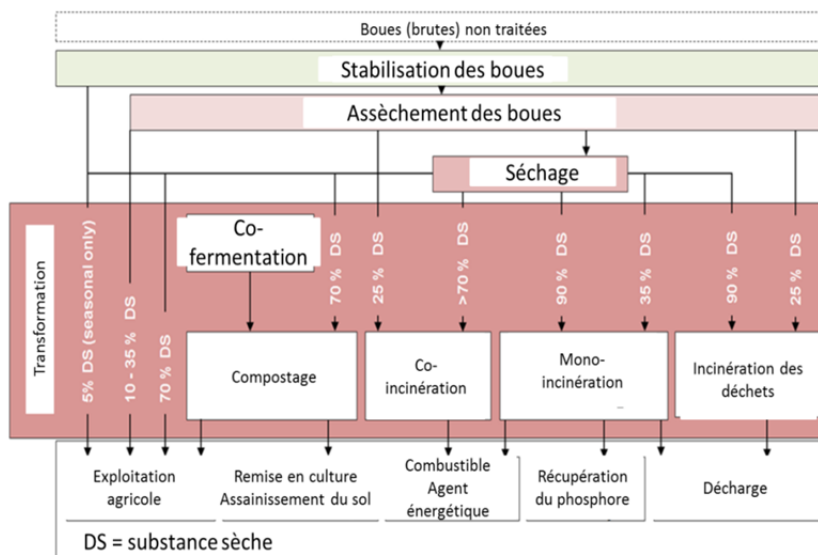 Boues (brutes) non traitées
Stabilisation des boues
Assèchement des boues
Séchage
Transformation
5% DS (seasonal only)
10 - 35 % DS
70 % DS
Co-
fermentation
70 % DS
25 % DS
>70 % DS
90 % DS
35 % DS
90 % DS
25 % DS
Compostage
Co-
incinération
Mono-
incinération
Incinération des
déchets
Exploitation
agricole
Remise en culture
Assainissement du sol
Combustible
Agent
énergétique
Récupération
du phosphore
Décharge
DS = substance sèche